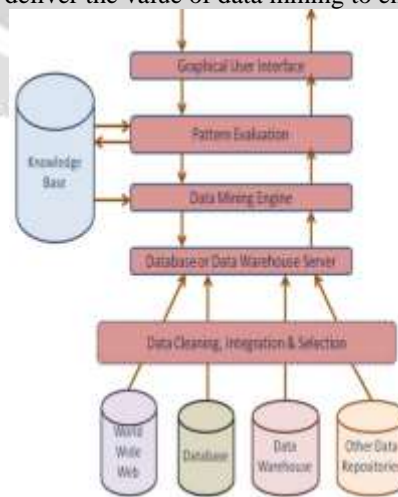 deliver the value of data mining to en
Graphical User Interface
Pattern Evaluation
Knowledge
Base
Data Mining Engine
Database or Data Warehouse Server
Data Cleaning, Integration & Selection
World
Wide
Web
Database
Data
Warehouse
Other Data
Repositories